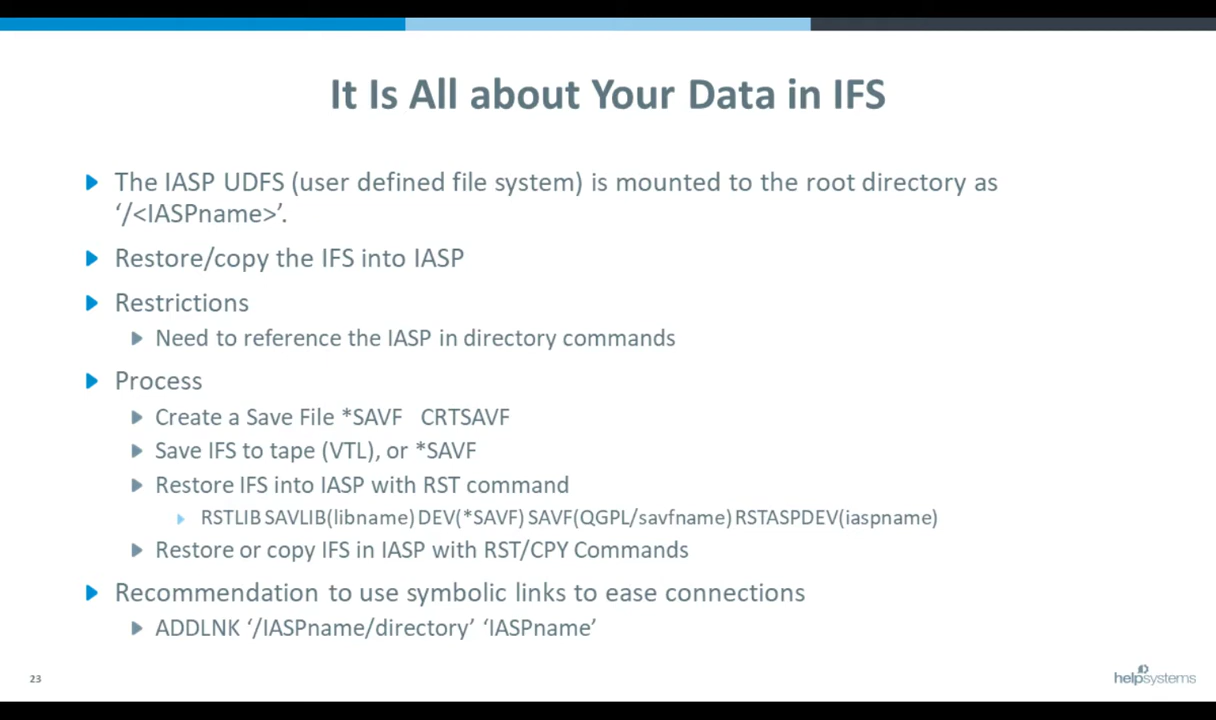 It Is All about Your Data in IFS
The IASP UDFS (user defined file system) is mounted to the root directory as
‘/<IASPname>’.
Restore/copy the IFS into IASP
Restrictions
Need to reference the IASP in directory commands
Process
Create a Save File *SAVF CRTSAVF
Save IFS to tape (VTL), or *SAVF
Restore IFS into IASP with RST command
RSTLIB SAVLIB(libname) DEV(*SAVF) SAVF(QGPL/savfname) RSTASPDEV(iaspname)
Restore or copy IFS in IASP with RST/CPY Commands
Recommendation to use symbolic links to ease connections
ADDLNK ‘/IASPname/directory’ ‘IASPname’
23
helpsystems